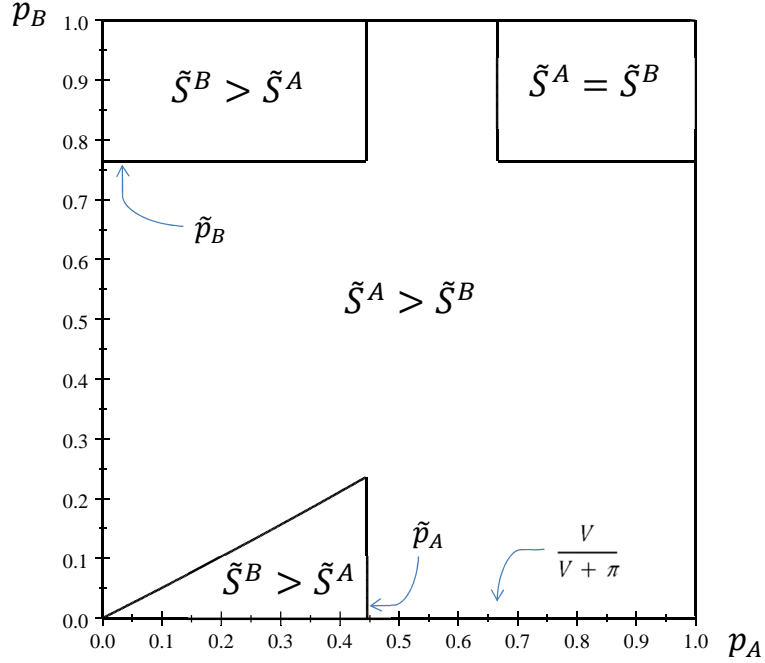 p_B
1.0
0.9
0.8
0.7
0.6
0.5
0.4
0.3
0.2
0.1
0.0
S̃^B > S̃^A
S̃^A = S̃^B
p̃_B
S̃^A > S̃^B
p̃_A
V
V + π
S̃^B > S̃^A
0.0 0.1 0.2 0.3 0.4 0.5 0.6 0.7 0.8 0.9 1.0
p_A